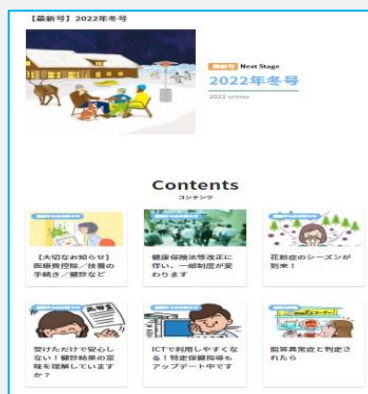 【最新号】2022年冬号
最新号 Next Stage
2022年冬号
2022 winter
Contents
コンテンツ
【大切なお知らせ】
医療費控除／扶養の
手続き／健診など
健康保険法等改正に
伴い、一部制度が変
わります
花粉症のシーズンが
到来！
受けただけで安心し
ない！健診結果の意
味を理解しています
か？
ICTで利用しやすくな
る！特定保健指導も
アップデート中です
脂質異常症と判定さ
れたら